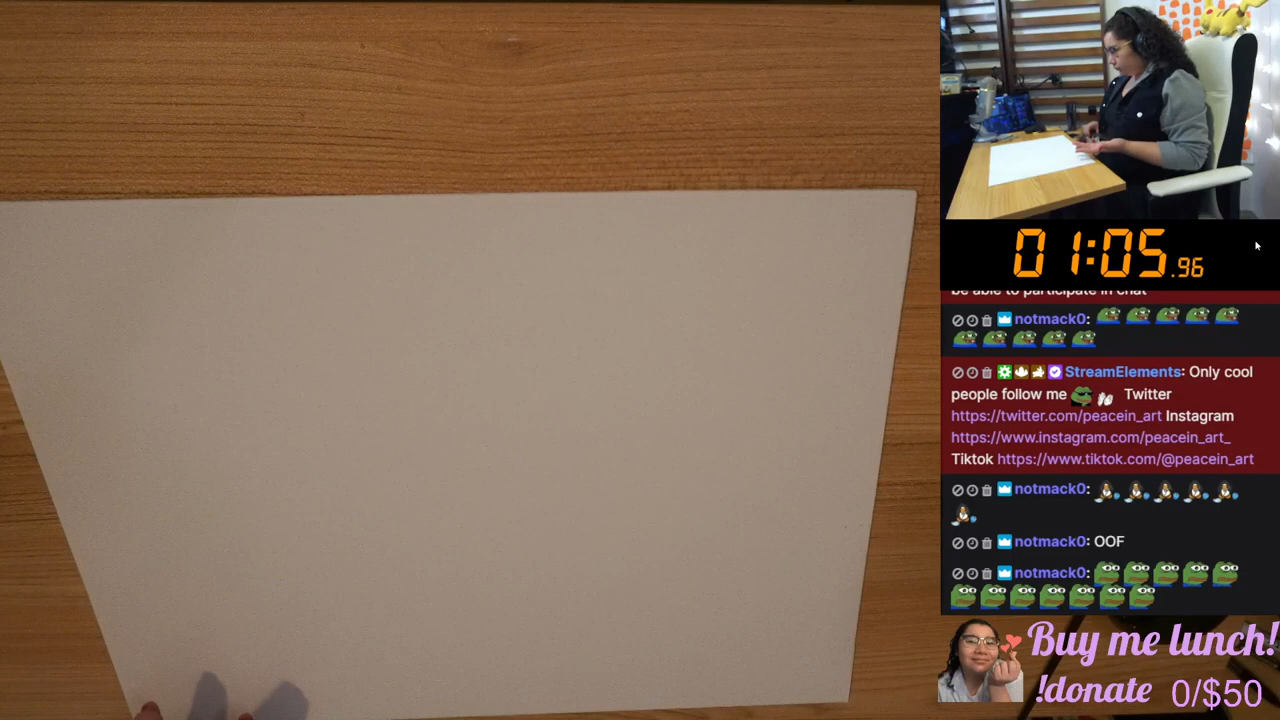 01:05.96
be able to participate in chat
notmack0:
StreamElements: Only cool
people follow me Twitter
https://twitter.com/peacein_art Instagram
https://www.instagram.com/peacein_art_
Tiktok https://www.tiktok.com/@peacein_art
notmack0:
notmack0: OOF
notmack0:
Buy me lunch!
!donate 0/$50